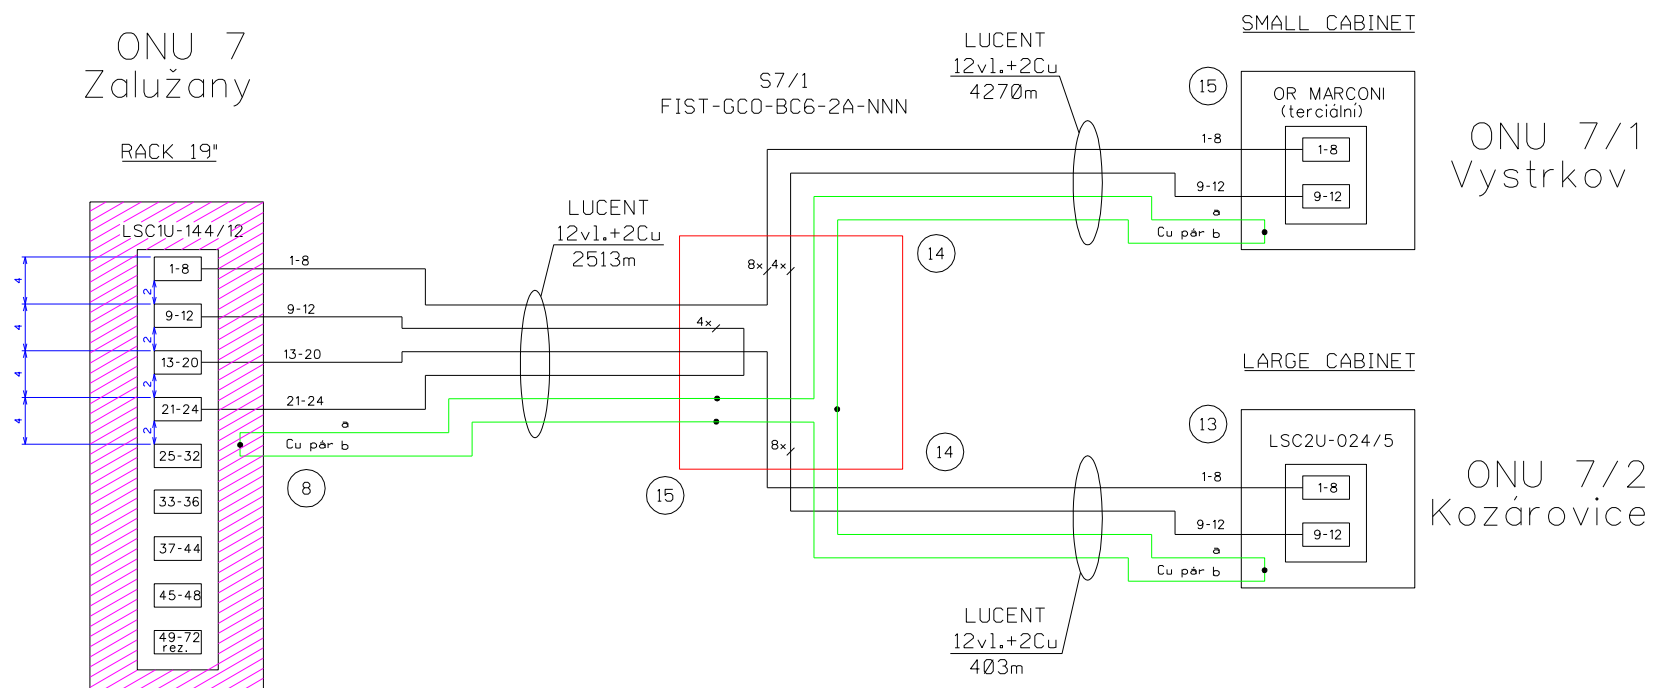 ONU 7
Zalužany
RACK 19"
LSC1U-144/12
1-8
9-12
13-20
21-24
25-32
33-36
37-44
45-48
49-72
rez.
4
4
4
4
2
2
2
2
1-8
9-12
13-20
21-24
a
Cu pár b
8
LUCENT
12vl.+2Cu
2513m
S7/1
FIST-GCO-BC6-2A-NNN
8x
4x
4x
8x
14
14
15
LUCENT
12vl.+2Cu
4270m
SMALL CABINET
15
OR MARCONI
(terciální)
1-8
9-12
1-8
9-12
a
Cu pár b
ONU 7/1
Vystrkov
LARGE CABINET
13
LSC2U-024/5
1-8
9-12
1-8
9-12
a
Cu pár b
ONU 7/2
Kozárovice
LUCENT
12vl.+2Cu
403m